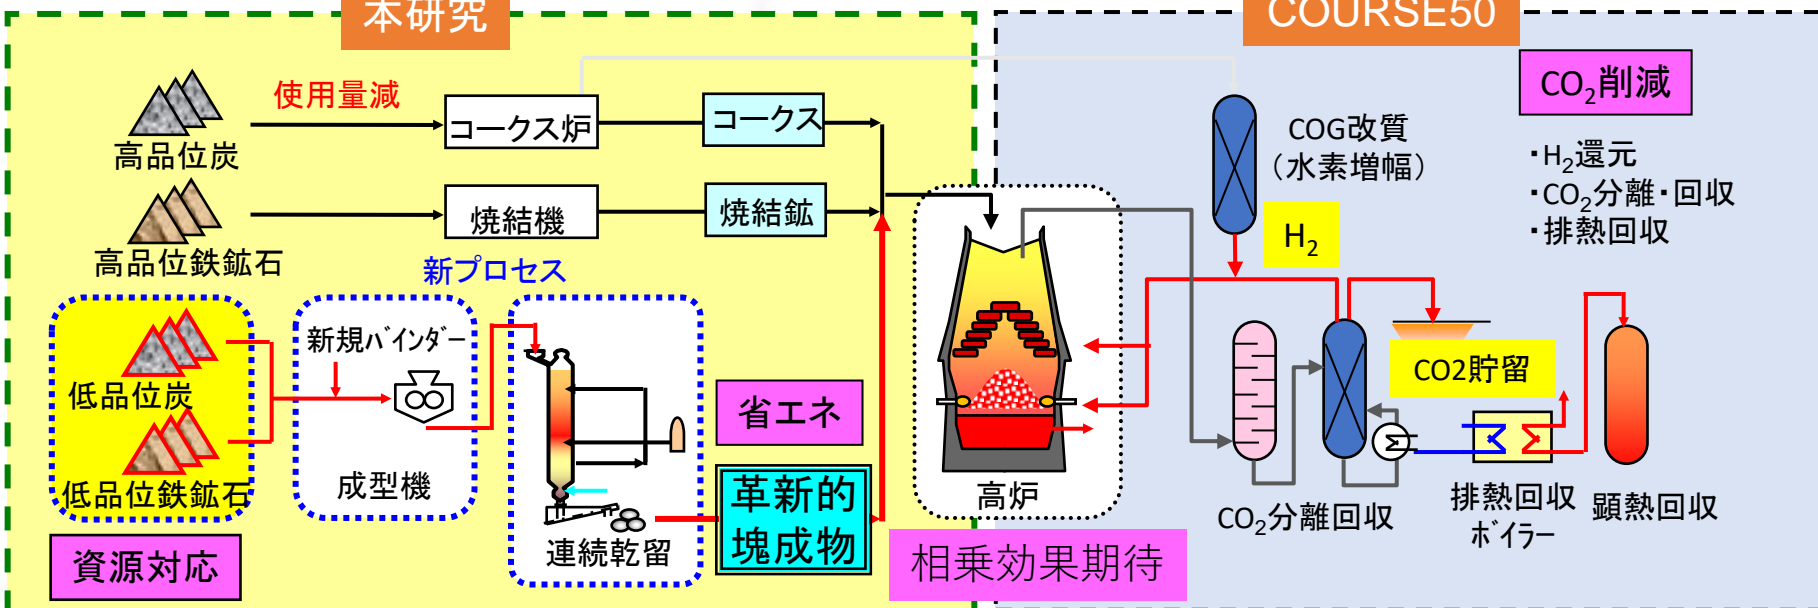 本研究
COURSE50
使用量減
高品位炭
コークス炉
コークス
高品位鉄鉱石
焼結機
焼結鉱
新プロセス
新規バインダー
低品位炭
低品位鉄鉱石
成型機
連続乾留
資源対応
省エネ
革新的
塊成物
高炉
相乗効果期待
COG改質
（水素増幅）
H₂
CO₂削減
・H₂還元
・CO₂分離・回収
・排熱回収
CO2貯留
CO₂分離回収
排熱回収
ボイラー
顕熱回収